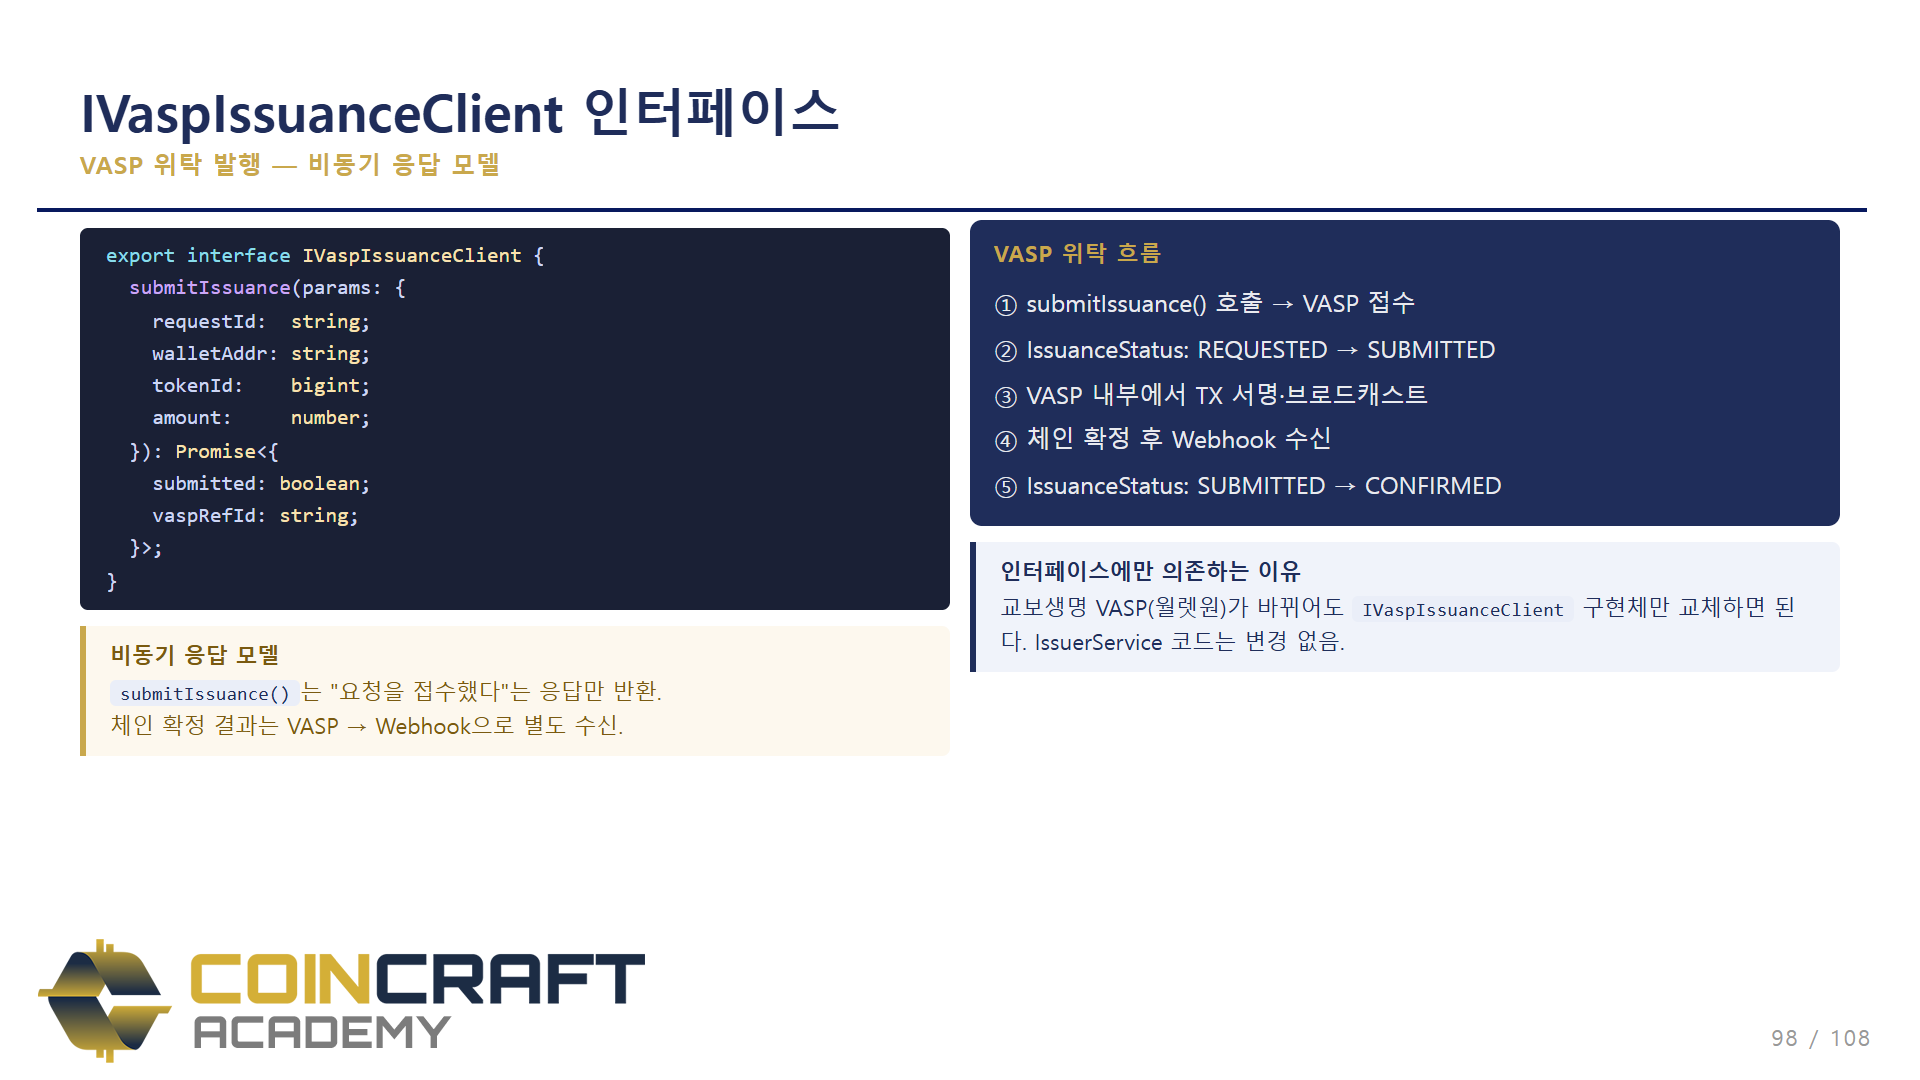 IVaspIssuanceClient 인터페이스
VASP 위탁 발행 — 비동기 응답 모델
export interface IVaspIssuanceClient {
  submitIssuance(params: {
    requestId:  string;
    walletAddr: string;
    tokenId:    bigint;
    amount:     number;
  }): Promise<{
    submitted: boolean;
    vaspRefId: string;
  }>;
}
비동기 응답 모델
submitIssuance()는 "요청을 접수했다"는 응답만 반환.
체인 확정 결과는 VASP → Webhook으로 별도 수신.
VASP 위탁 흐름
① submitIssuance() 호출 → VASP 접수
② IssuanceStatus: REQUESTED → SUBMITTED
③ VASP 내부에서 TX 서명·브로드캐스트
④ 체인 확정 후 Webhook 수신
⑤ IssuanceStatus: SUBMITTED → CONFIRMED
인터페이스에만 의존하는 이유
교보생명 VASP(월렛원)가 바뀌어도 IVaspIssuanceClient 구현체만 교체하면 된
다. IssuerService 코드는 변경 없음.
COINCRAFT
ACADEMY
98 / 108